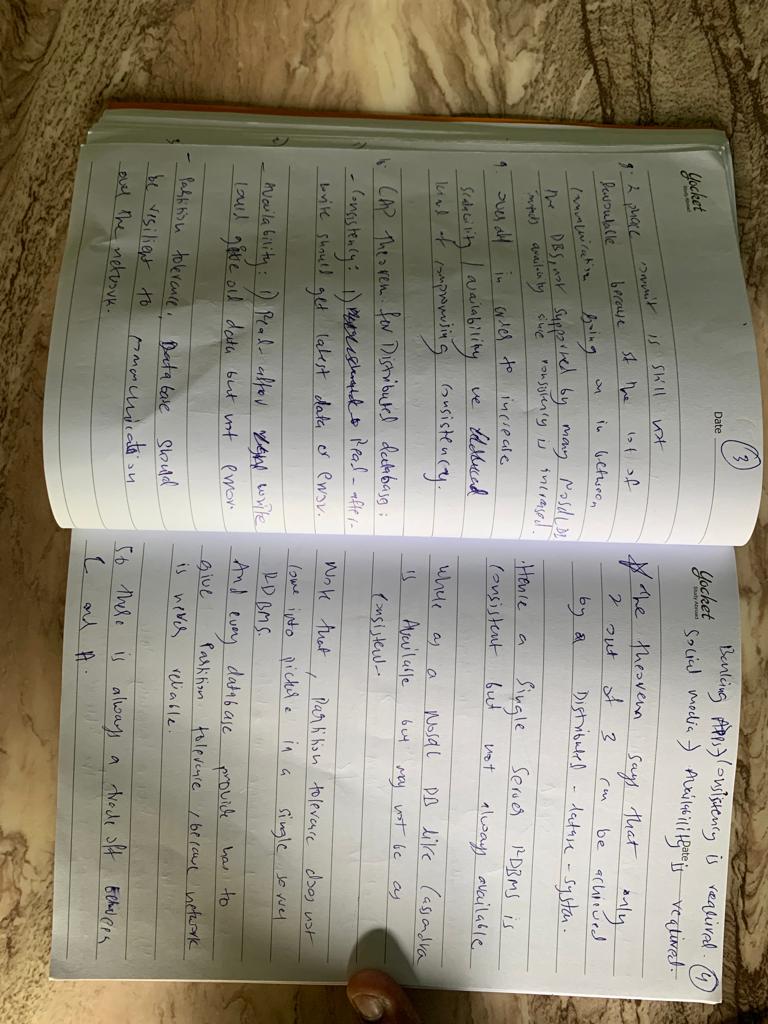 3
Date
Yocket
Study Abroad
8. 2 phase commit is still not
favourable because of the lot of
communication going on in between
the DBS, not supported by many NoSQL DB
availability since consistency is increased.
9. overall in order to increase
scalability / availability we
kind of compromising consistency.
CAP theorem for Distributed database:
- Consistency: 1) Read-after-
write should get latest data or error.
- Availability: 1) Read-after write
could give old data but not error.
- Partition tolerance: Database should
be resilient to communication
over the network.
Banking Apps → Consistency is required. 4
Yocket
Study Abroad
Date
Social media → Availability is required.
The theorem says that only
2 out of 3 can be achieved
by a Distributed - - system.
Hence a single server RDBMS is
consistent but not always available
where as a NoSQL DB like Cassandra
is Available but may not be as
consistent.
Note that, Partition tolerance does not
come into picture in a single server
RDBMS.
And every database provide has to
give Partition tolerance, because network
is never reliable.
So there is always a trade off between
C and A.